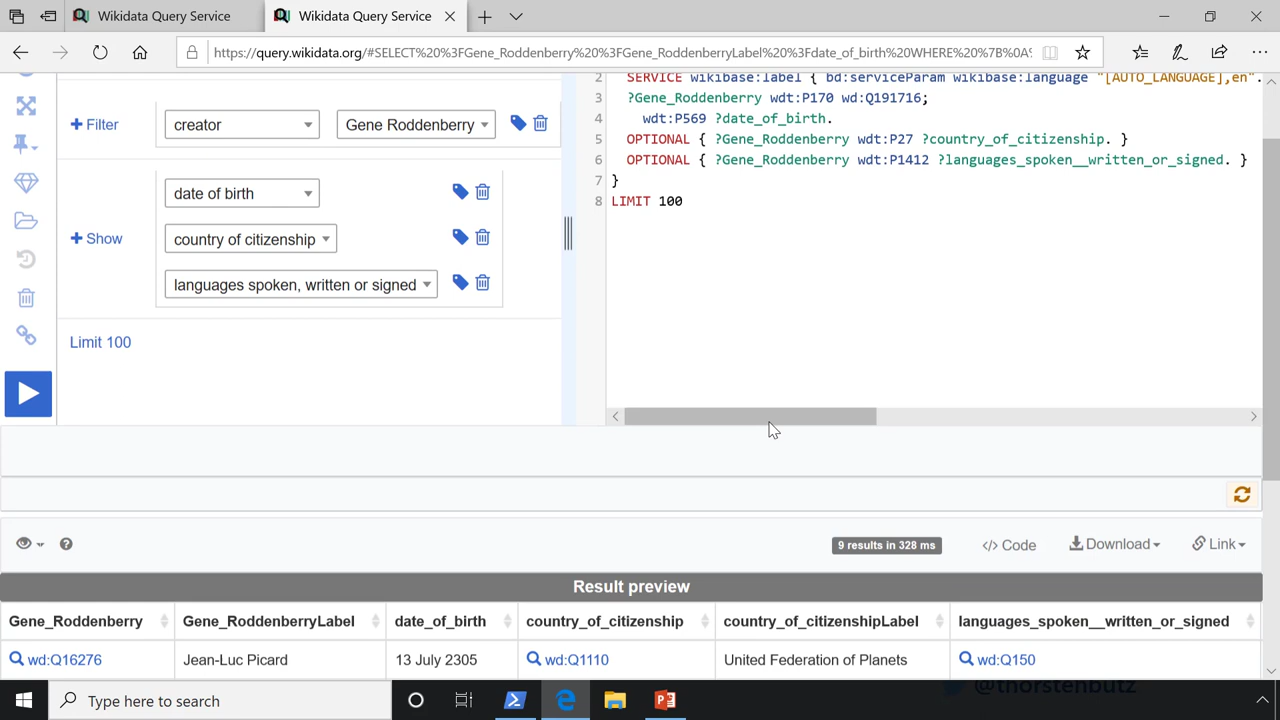 Wikidata Query Service
Wikidata Query Service
https://query.wikidata.org/#SELECT%20%3FGene_Roddenberry%20%3FGene_RoddenberryLabel%20%3Fdate_of_birth%20WHERE%20%7B%0A%
+ Filter
creator
Gene Roddenberry
+ Show
date of birth
country of citizenship
languages spoken, written or signed
Limit 100
2 SERVICE wikibase:label { bd:serviceParam wikibase:language "[AUTO_LANGUAGE],en".
3 ?Gene_Roddenberry wdt:P170 wd:Q191716;
4 wdt:P569 ?date_of_birth.
5 OPTIONAL { ?Gene_Roddenberry wdt:P27 ?country_of_citizenship. }
6 OPTIONAL { ?Gene_Roddenberry wdt:P1412 ?languages_spoken__written_or_signed. }
7 }
8 LIMIT 100
9 results in 328 ms
</> Code
Download
Link
Result preview
Gene_Roddenberry Gene_RoddenberryLabel date_of_birth country_of_citizenship country_of_citizenshipLabel languages_spoken__written_or_signed
wd:Q16276 Jean-Luc Picard 13 July 2305 wd:Q1110 United Federation of Planets wd:Q150
@thorstenbutz
Type here to search